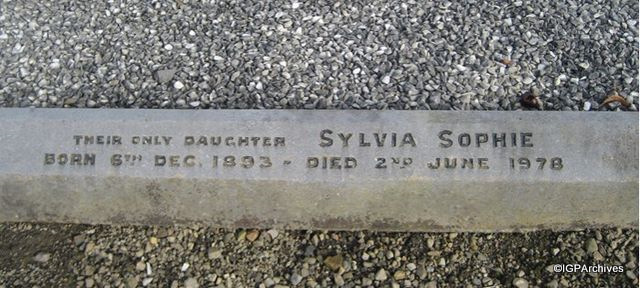 THEIR ONLY DAUGHTER SYLVIA SOPHIE
BORN 6TH DEC. 1893 - DIED 2ND JUNE 1978
©IGPArchives